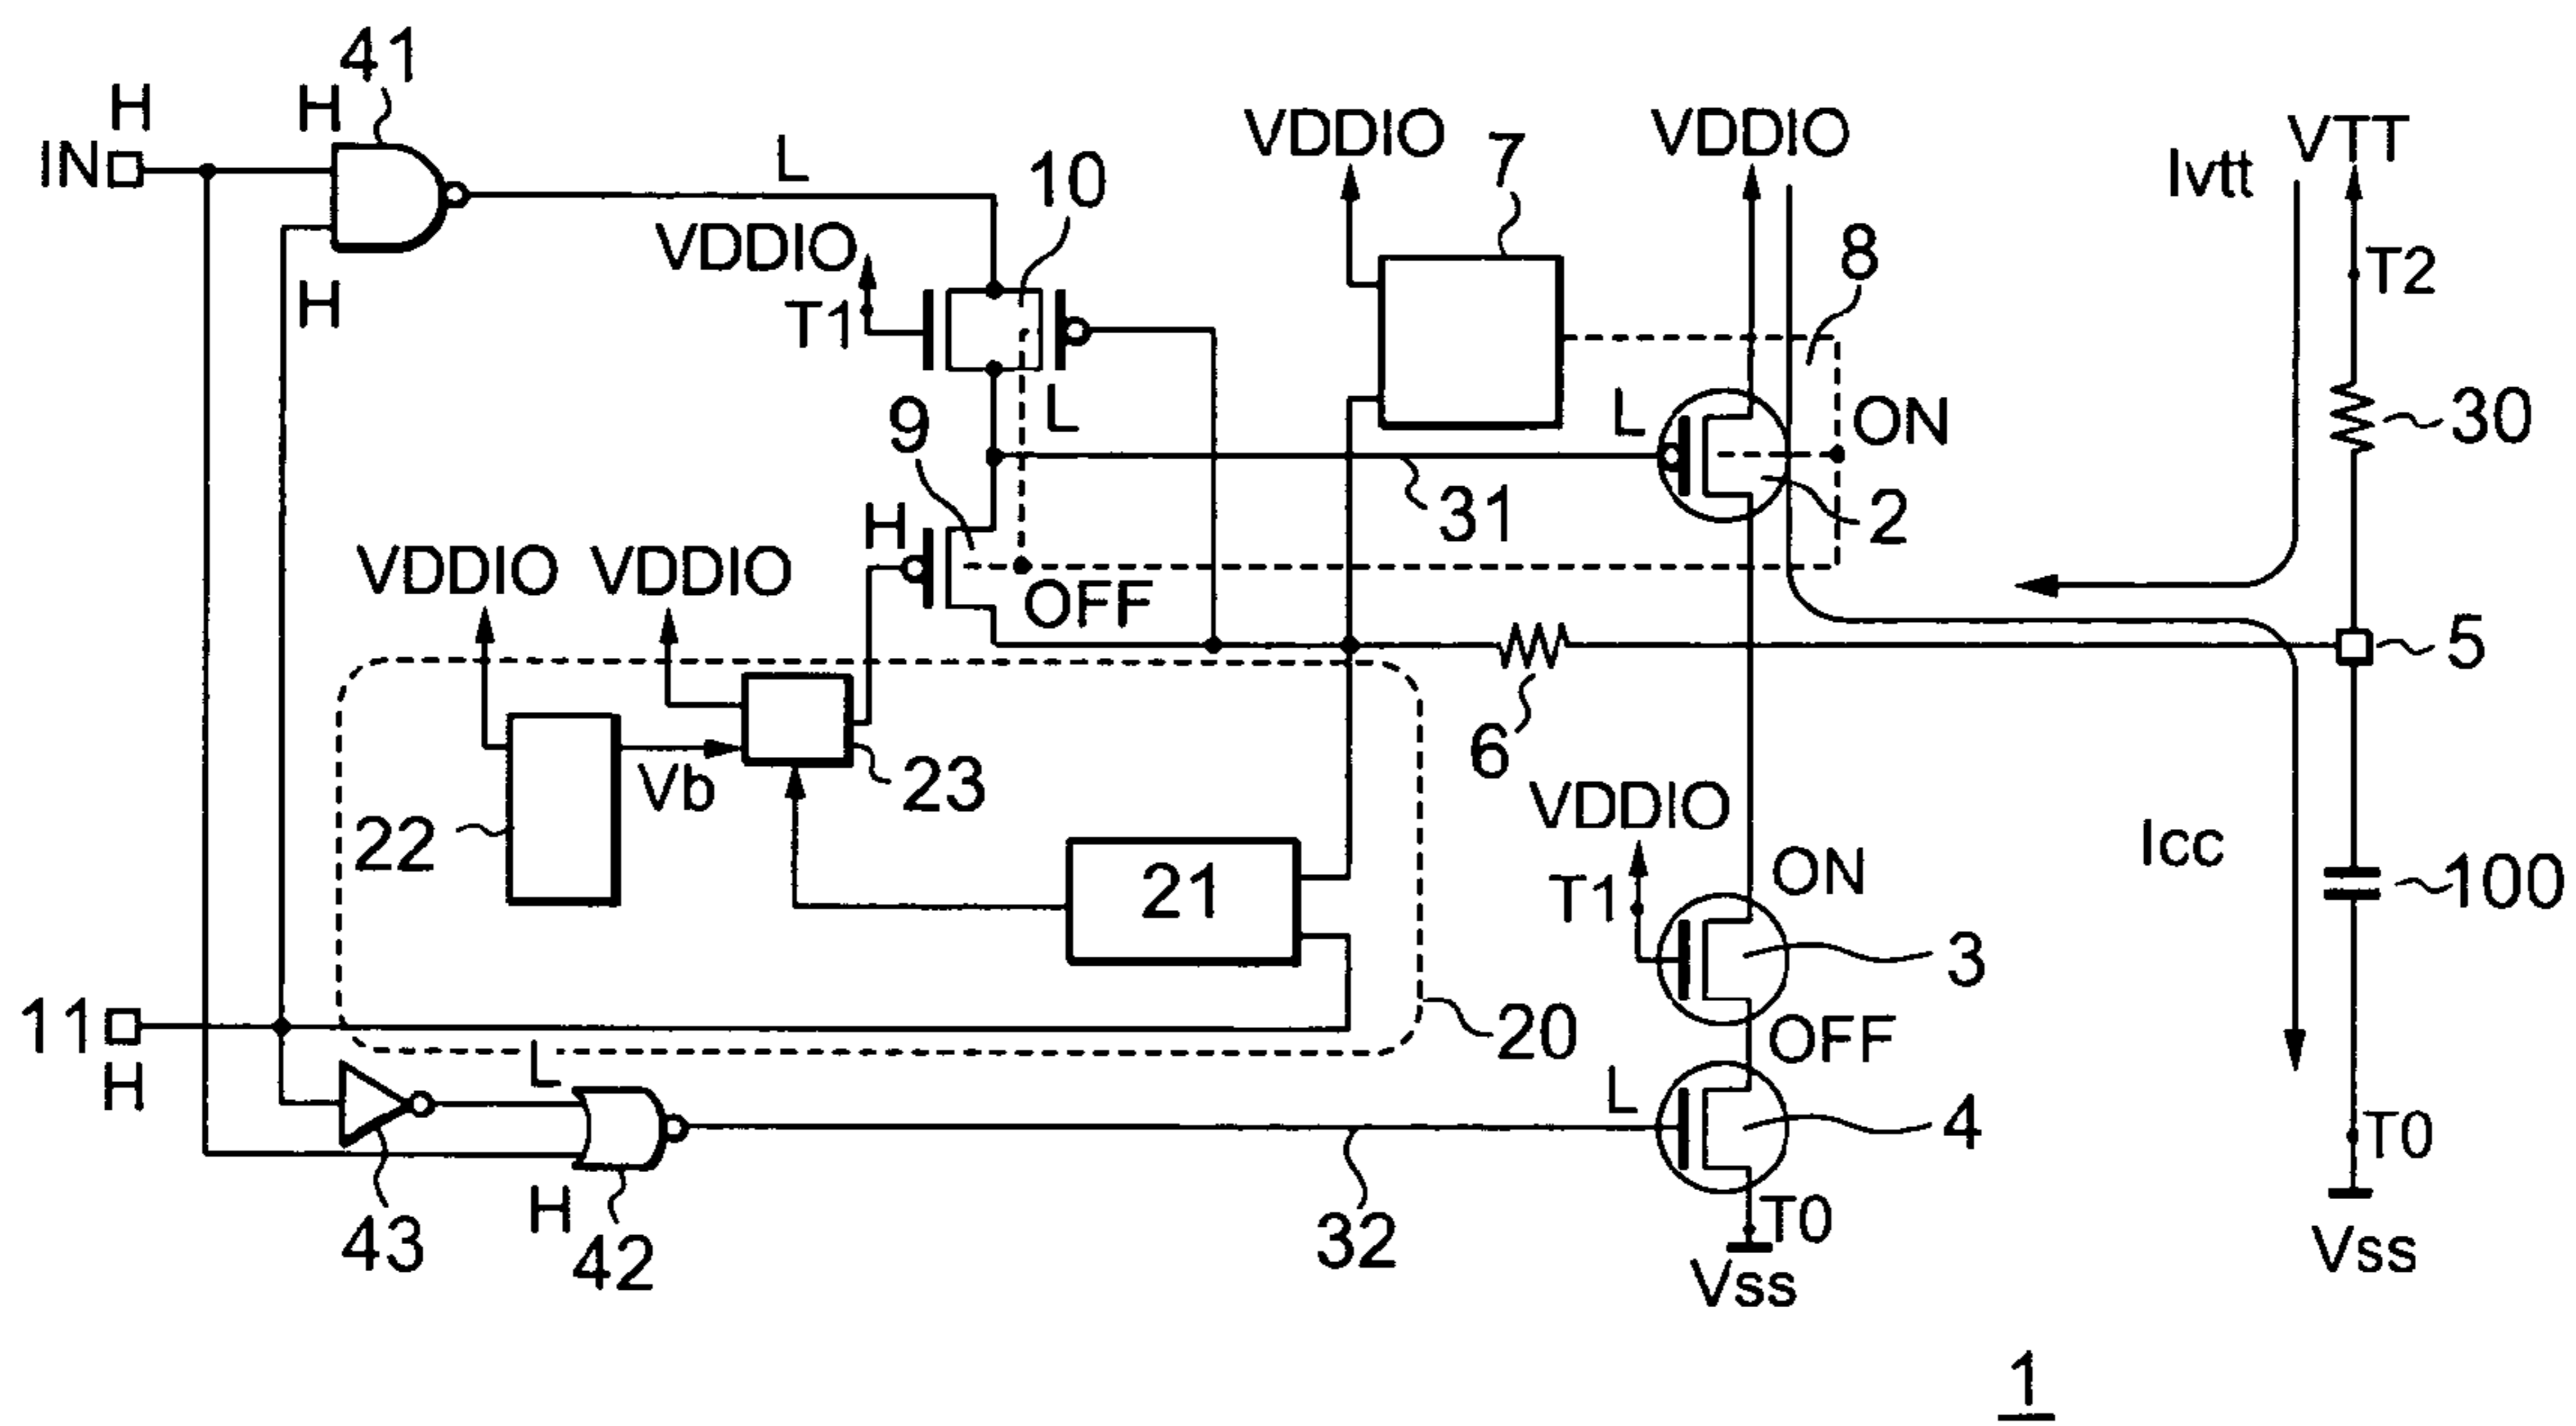 41
H
H
IN
L
10
VDDIO
7
VDDIO
VTT
Ivtt
VDDIO
8
T2
T1
H
9
L
L
ON
30
31
2
H
VDDIO
VDDIO
OFF
5
6
23
Vb
22
VDDIO
Icc
21
T1
ON
100
3
11
20
OFF
H
L
L
4
T0
43
H
42
32
T0
Vss
Vss
1